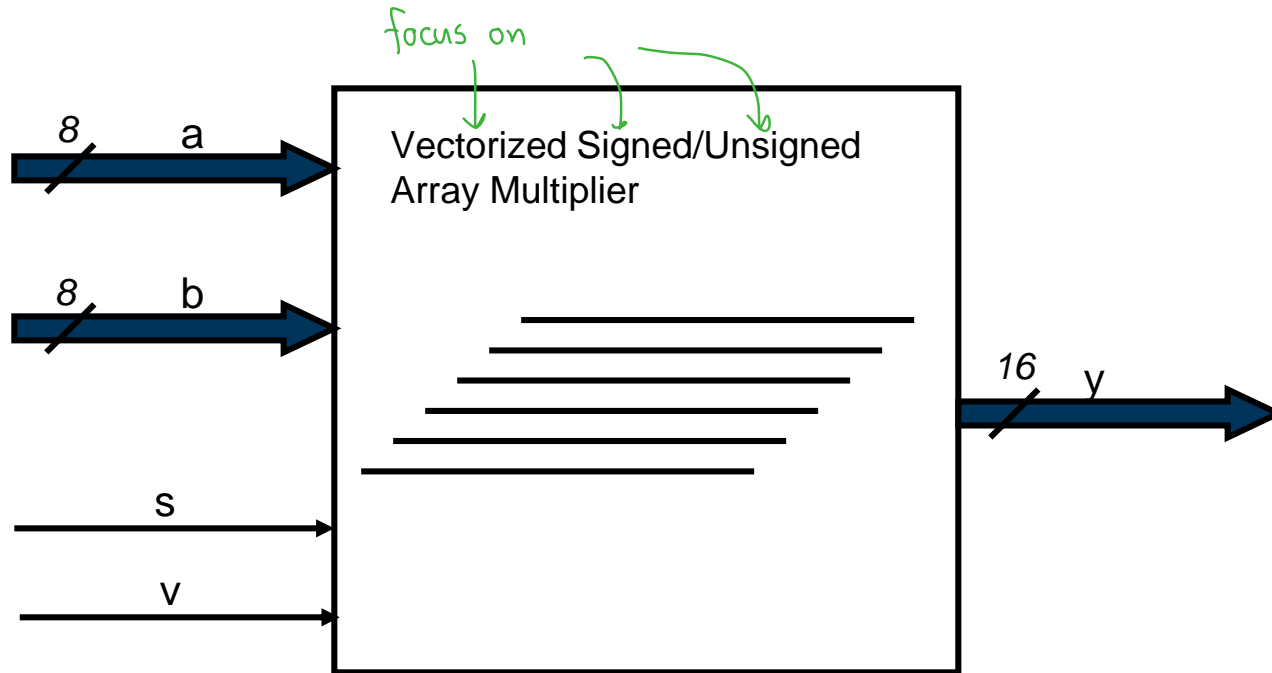 focus on
8 a
Vectorized Signed/Unsigned
Array Multiplier
8 b
16 y
s
v